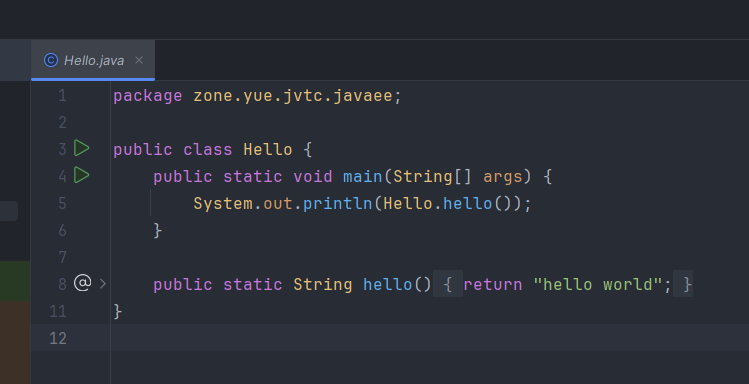 Hello.java ×
1 package zone.yue.jvtc.javaee;
2
3 public class Hello {
4 public static void main(String[] args) {
5 System.out.println(Hello.hello());
6 }
7
8 public static String hello() { return "hello world"; }
11 }
12